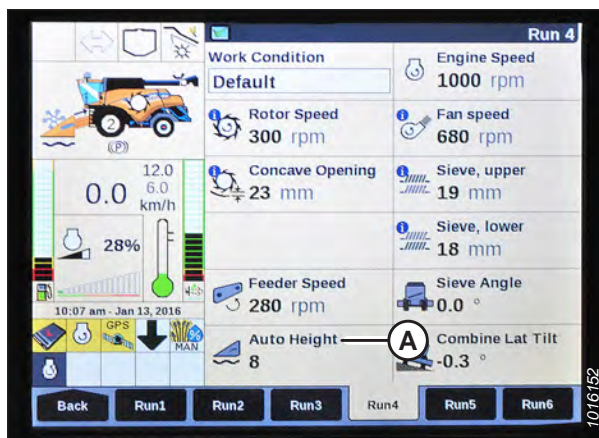 Run 4
Work Condition
Default
Engine Speed
1000 rpm
Rotor Speed
300 rpm
Fan speed
680 rpm
Concave Opening
23 mm
Sieve, upper
19 mm
Sieve, lower
18 mm
Feeder Speed
280 rpm
Sieve Angle
0.0 °
Auto Height
8
A
Combine Lat Tilt
-0.3 °
2
(P)
12.0
0.0
6.0
km/h
28%
10:07 am - Jan 13, 2016
GPS
MAN
Back
Run1
Run2
Run3
Run4
Run5
Run6
1016152